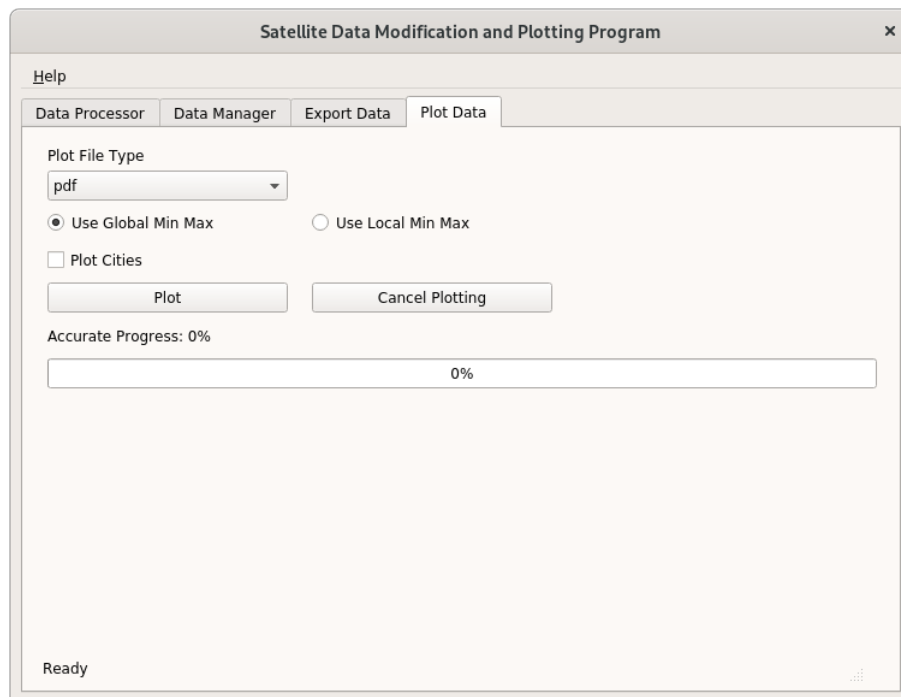 Satellite Data Modification and Plotting Program ×
Help
Data Processor Data Manager Export Data Plot Data
Plot File Type
pdf
Use Global Min Max Use Local Min Max
Plot Cities
Plot Cancel Plotting
Accurate Progress: 0%
0%
Ready